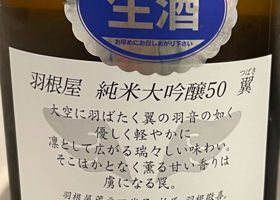 生酒
お早めにお召しあがり下さい
羽根屋 純米大吟醸50 翼
つばさ
大空に羽ばたく翼の羽音の如く
優しく軽やかに
凛として広がる瑞々しい味わい。
そこはかとなく薫る甘い香りは
虜になる罠。